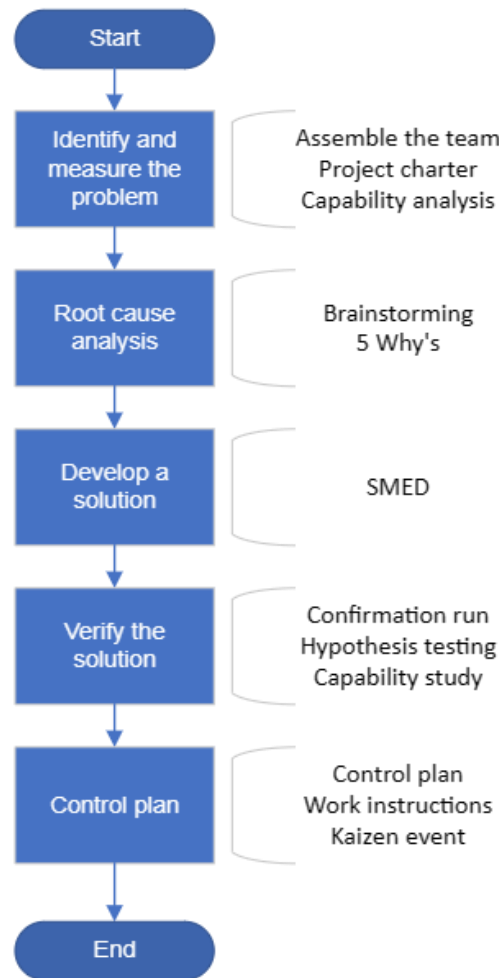 Start
Identify and
measure the
problem
Assemble the team
Project charter
Capability analysis
Root cause
analysis
Brainstorming
5 Why's
Develop a
solution
SMED
Verify the
solution
Confirmation run
Hypothesis testing
Capability study
Control plan
Control plan
Work instructions
Kaizen event
End